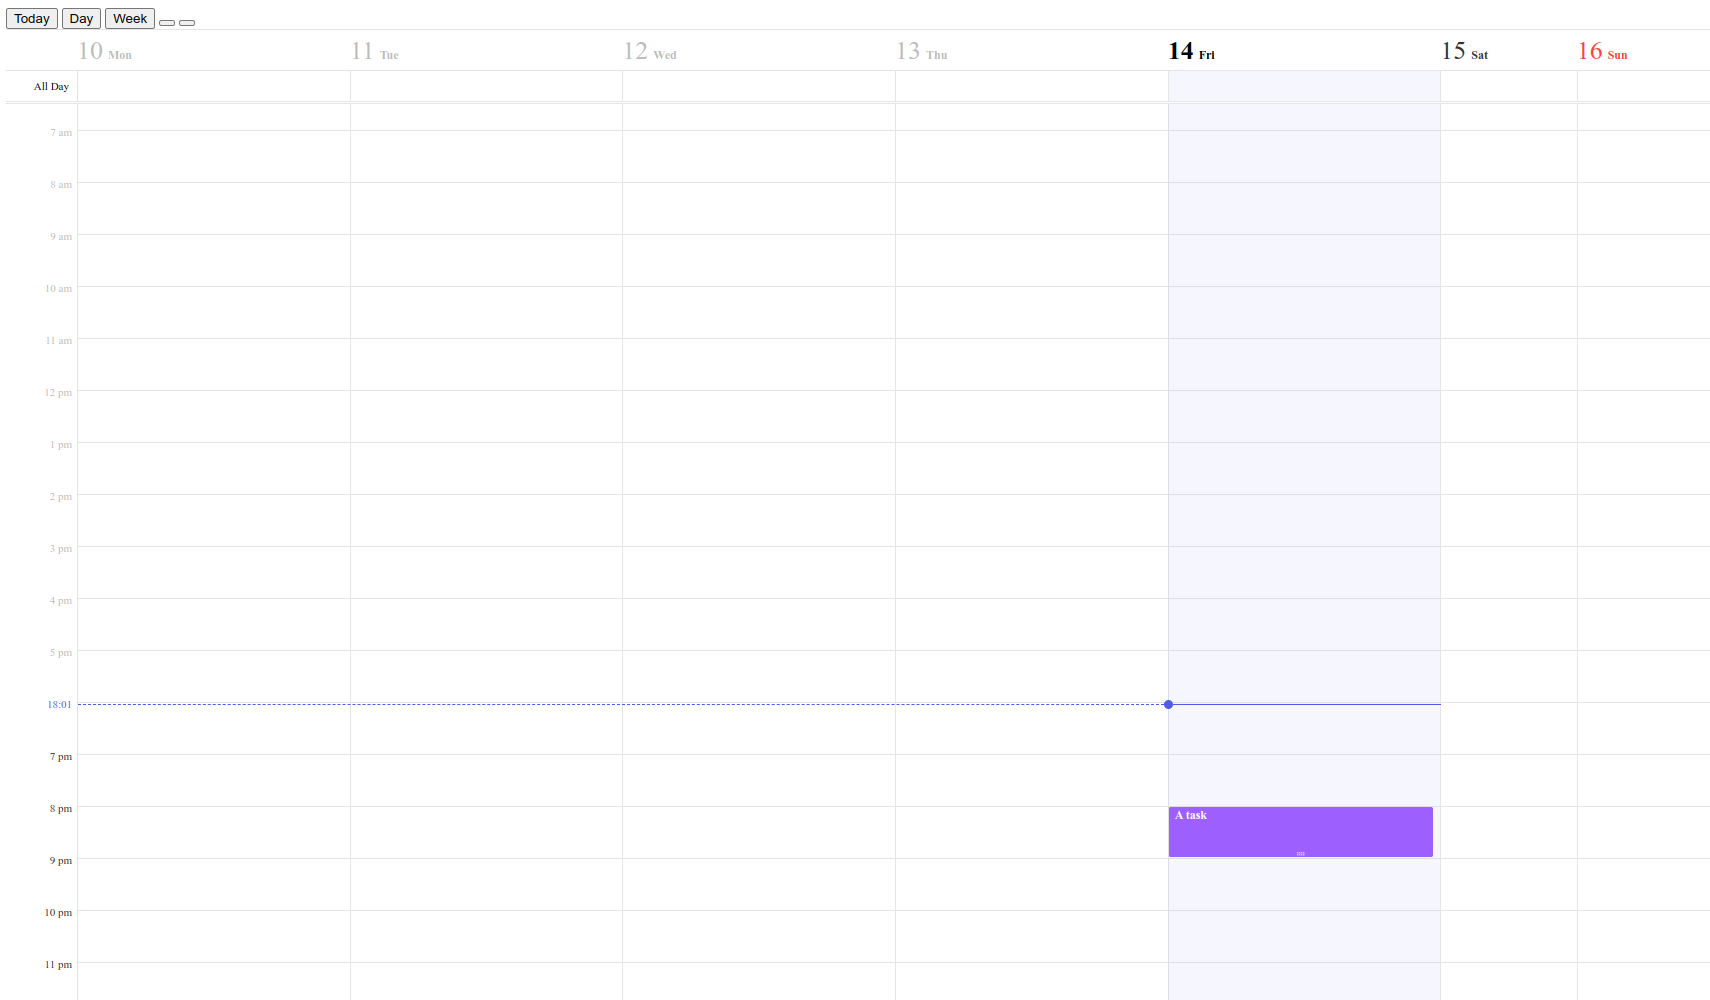 Today Day Week
10 Mon 11 Tue 12 Wed 13 Thu 14 Fri 15 Sat 16 Sun
All Day
7 am
8 am
9 am
10 am
11 am
12 pm
1 pm
2 pm
3 pm
4 pm
5 pm
18:01
7 pm
8 pm
A task
9 pm
10 pm
11 pm